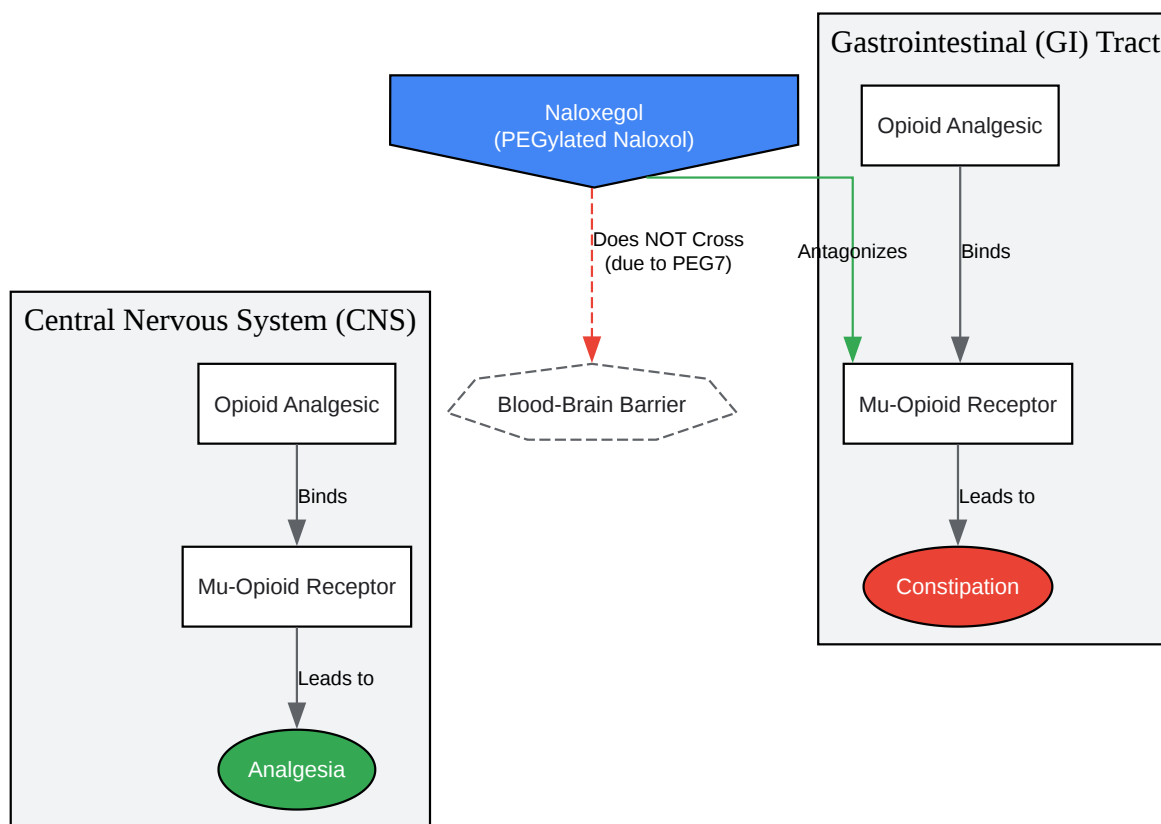 Gastrointestinal (GI) Tract
Naloxegol
(PEGylated Naloxol)
Opioid Analgesic
Does NOT Cross
(due to PEG7)
Antagonizes
Binds
Central Nervous System (CNS)
Opioid Analgesic
Blood-Brain Barrier
Mu-Opioid Receptor
Binds
Leads to
Mu-Opioid Receptor
Constipation
Leads to
Analgesia